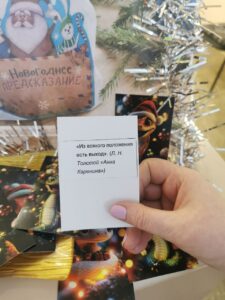 Новогоднее
предсказание
«Из всякого положения
есть выход». (Л. Н.
Толстой «Анна
Каренина»)